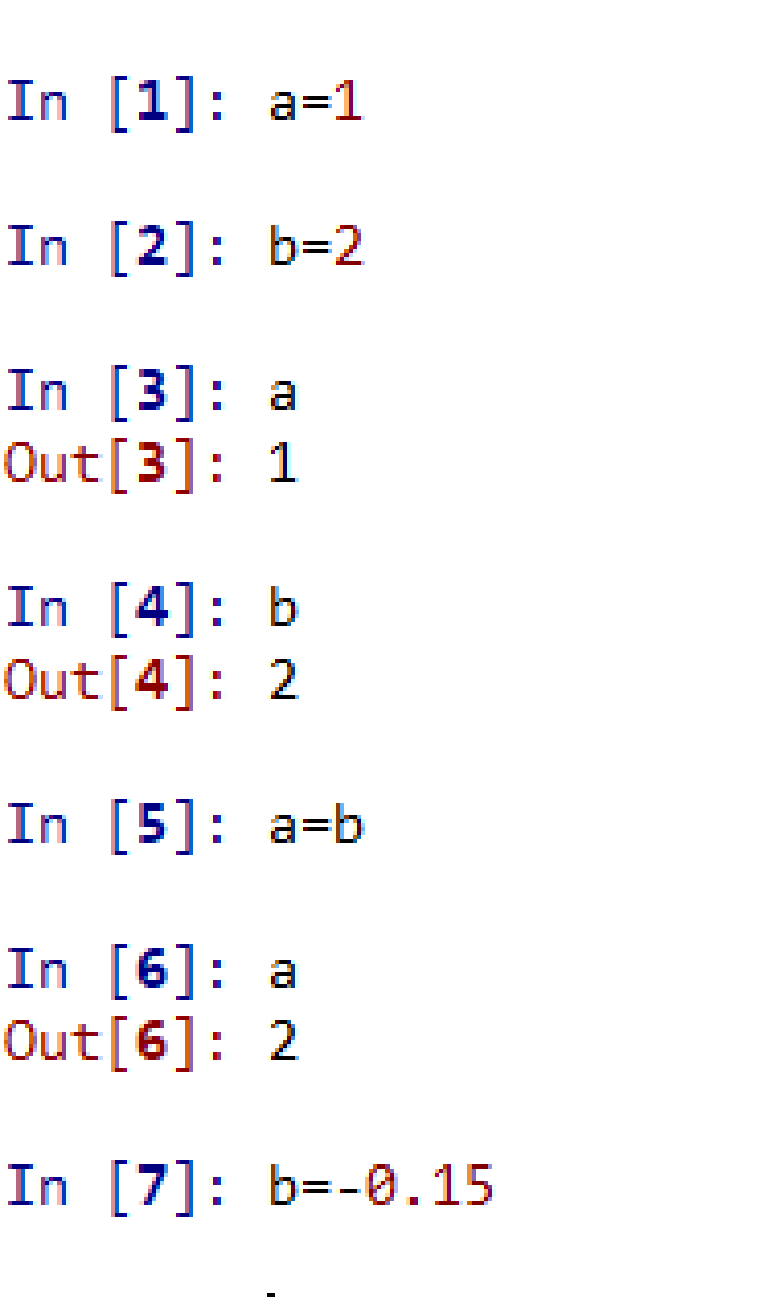 In [1]: a=1
In [2]: b=2
In [3]: a
Out[3]: 1
In [4]: b
Out[4]: 2
In [5]: a=b
In [6]: a
Out[6]: 2
In [7]: b=-0.15